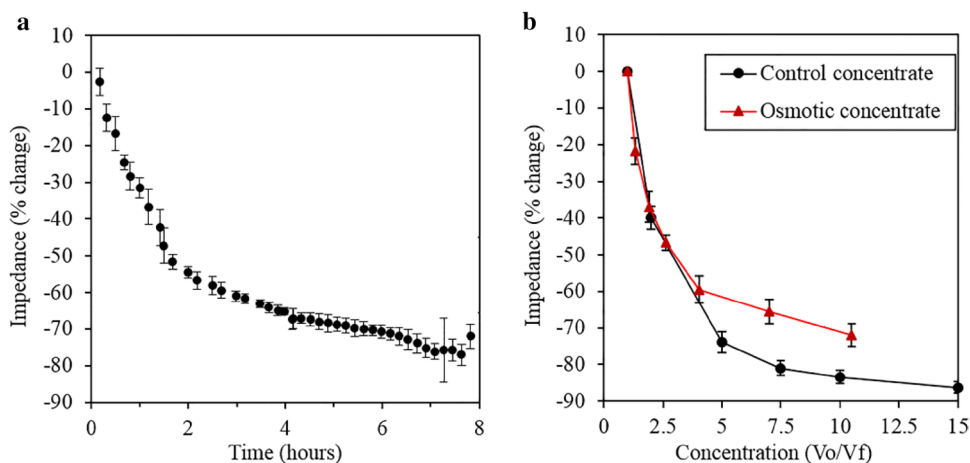 a
10
0
-10
-20
-30
-40
-50
-60
-70
-80
-90
Impedance (% change)
0 2 4 6 8
Time (hours)
b
10
0
-10
-20
-30
-40
-50
-60
-70
-80
-90
Impedance (% change)
Control concentrate
Osmotic concentrate
0 2.5 5 7.5 10 12.5 15
Concentration (Vo/Vf)